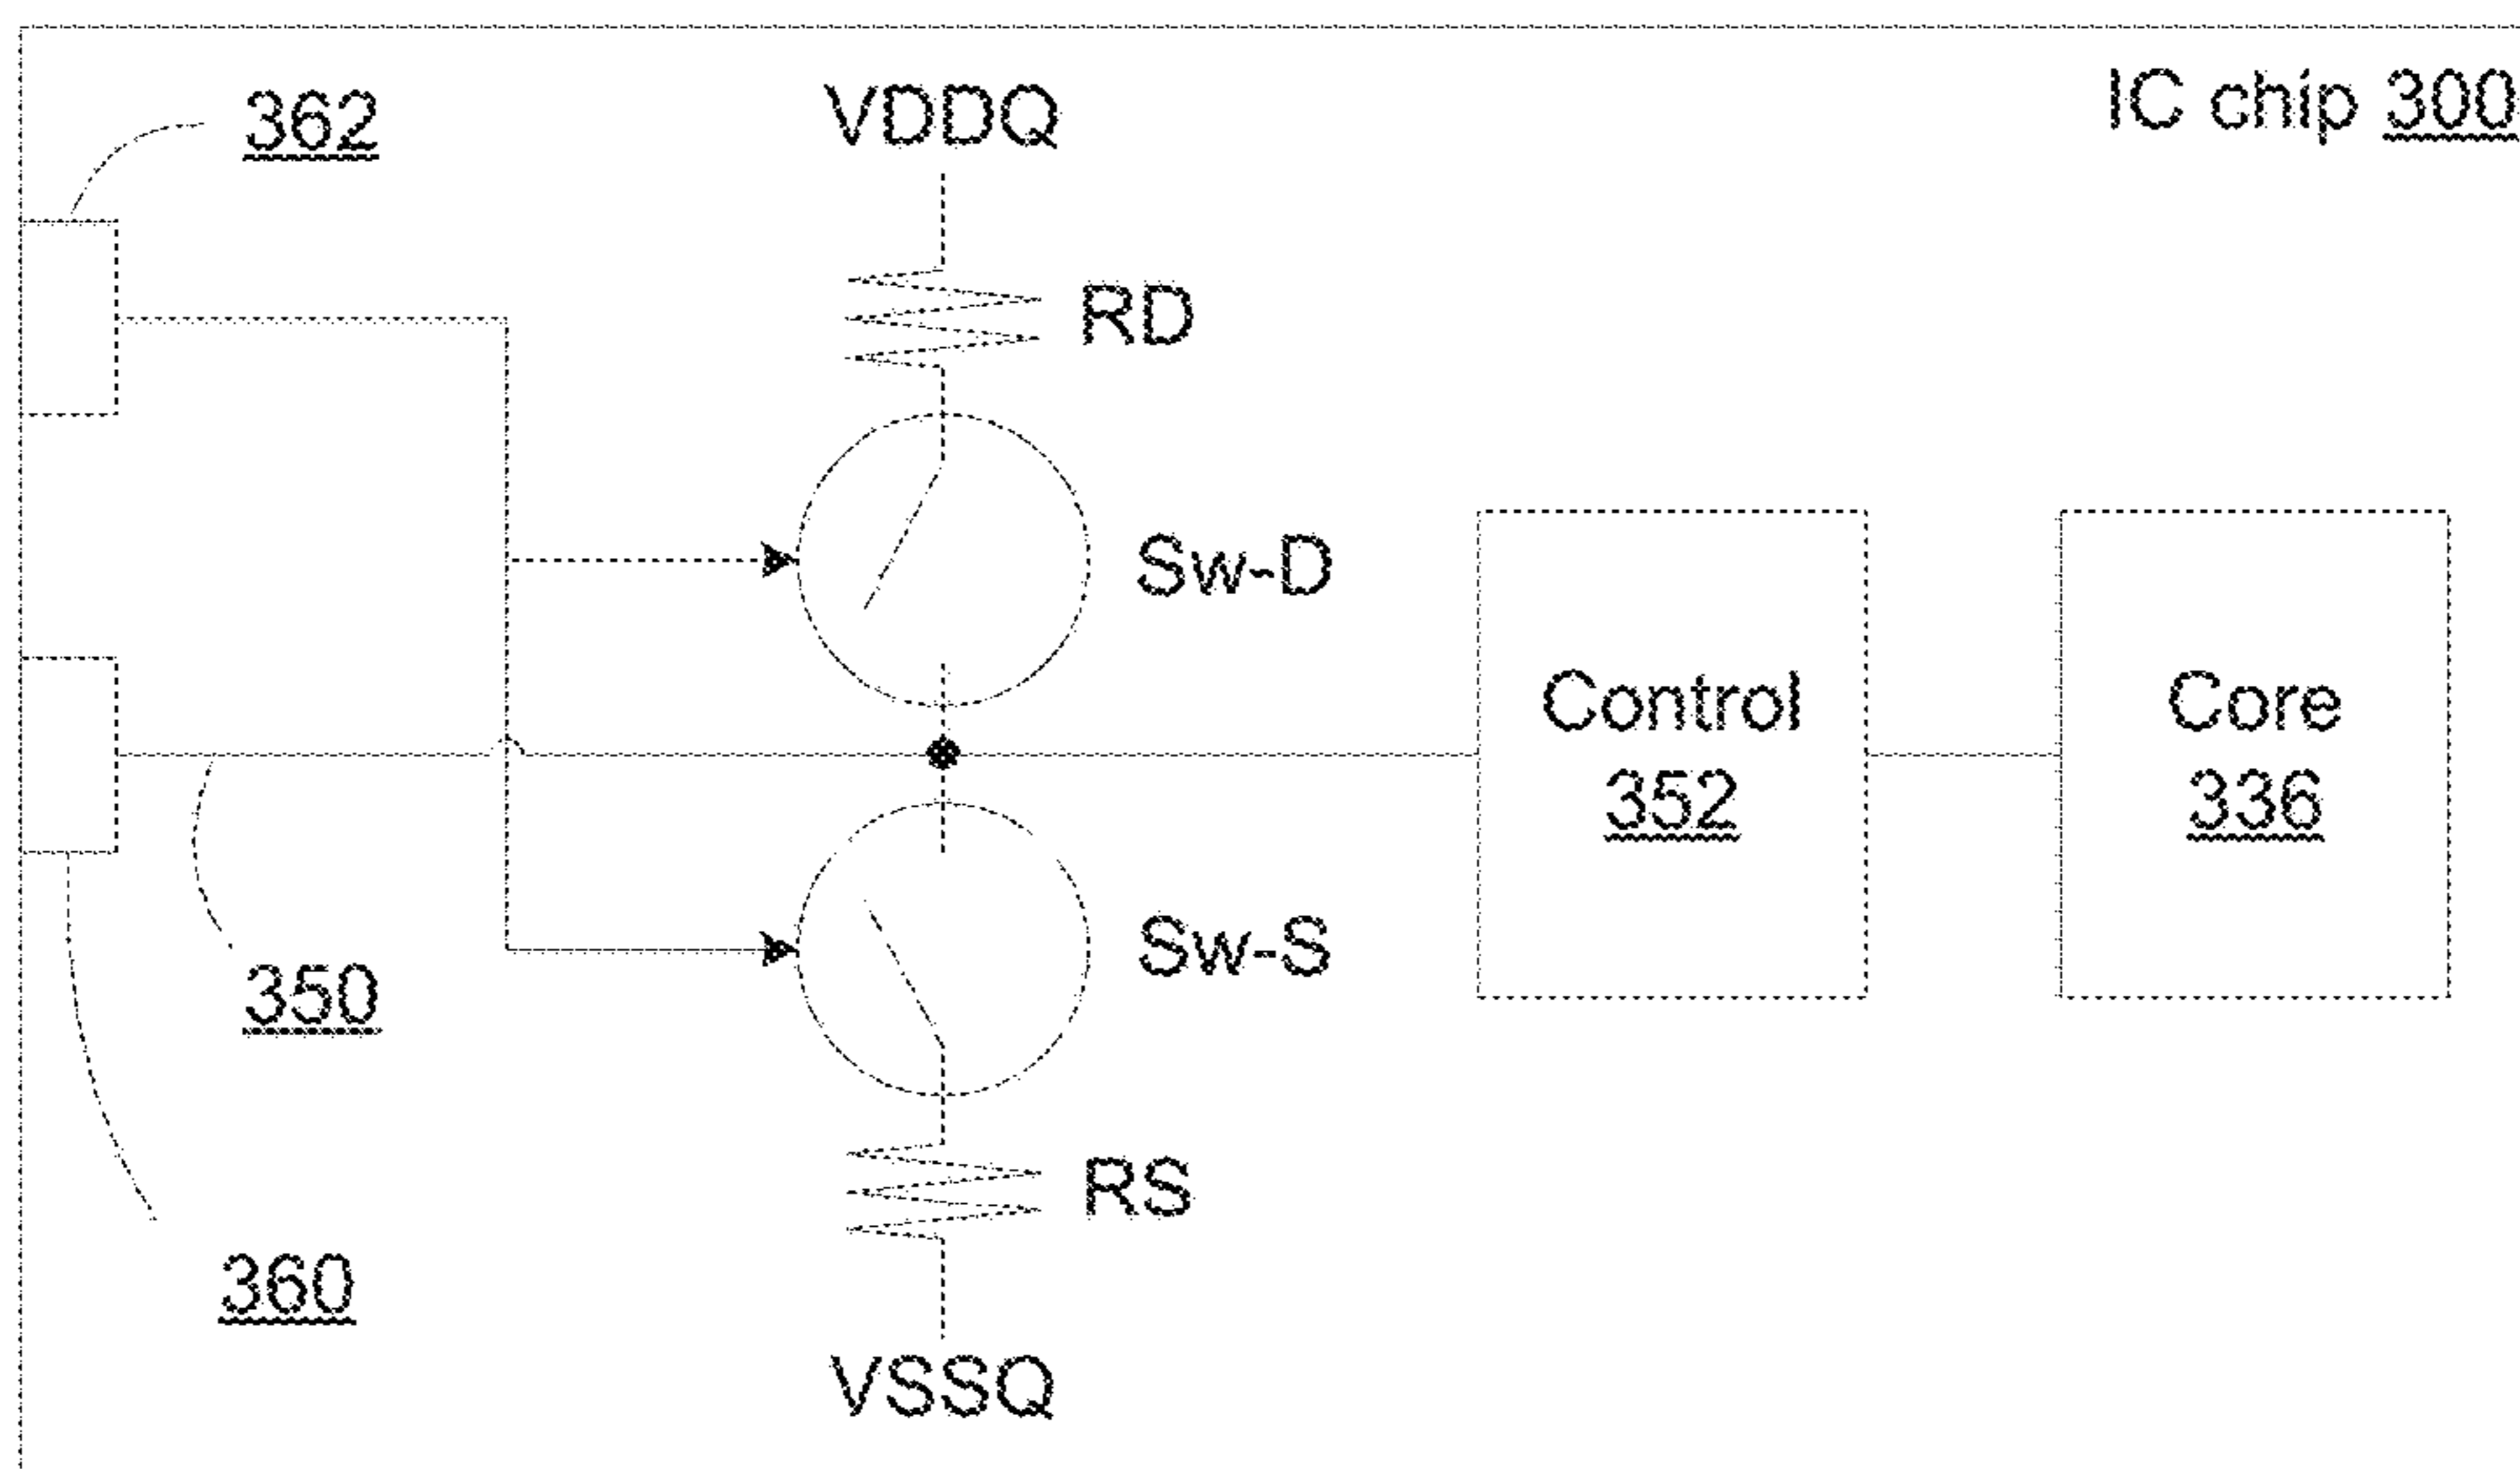 IC chip 300
362
VDDQ
RD
Sw-D
Control
352
Core
336
Sw-S
350
RS
360
VSSQ